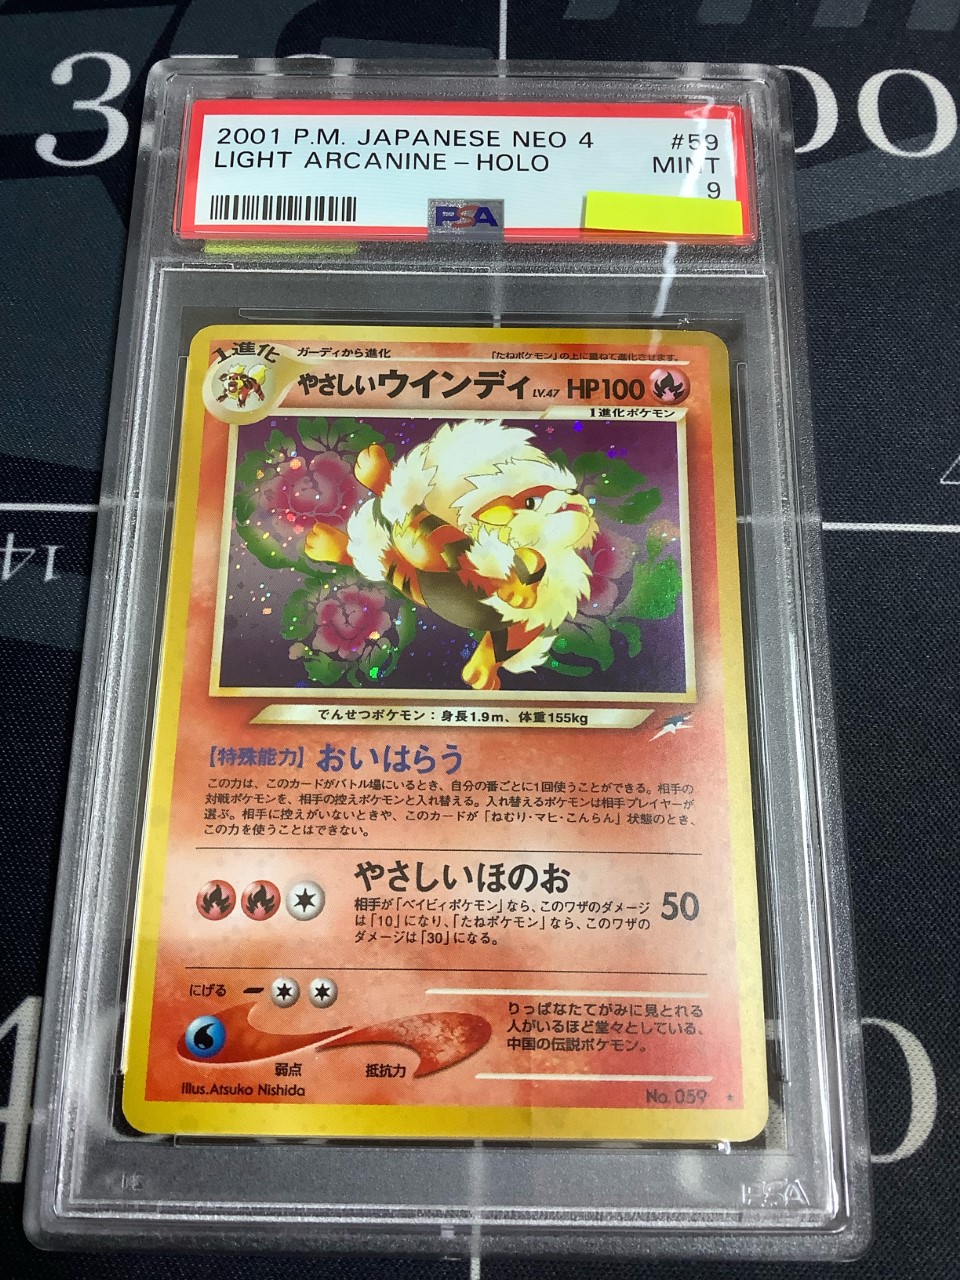 2001 P.M. JAPANESE NEO 4 #59
LIGHT ARCANINE - HOLO MINT
9
PSA
1進化
ガーディから進化
「たねポケモン」の上に重ねて進化させます。
やさしいウインディ LV.47 HP100
1進化ポケモン
でんせつポケモン：身長1.9m、体重155kg
【特殊能力】おいはらう
この力は、このカードがバトル場にいるとき、自分の番ごとに1回使うことができる。相手の
対戦ポケモンを、相手の控えポケモンと入れ替える。入れ替えるポケモンは相手プレイヤーが
選ぶ。相手に控えがいないときや、このカードが「ねむり・マヒ・こんらん」状態のとき、
この力を使うことはできない。
やさしいほのお
相手が「ベイビィポケモン」なら、このワザのダメージ
は「10」になり、「たねポケモン」なら、このワザの
ダメージは「30」になる。
50
にげる
りっぱなたてがみに見とれる
人がいるほど堂々としている、
中国の伝説ポケモン。
弱点
抵抗力
Illus.Atsuko Nishida
No. 059
PSA
14